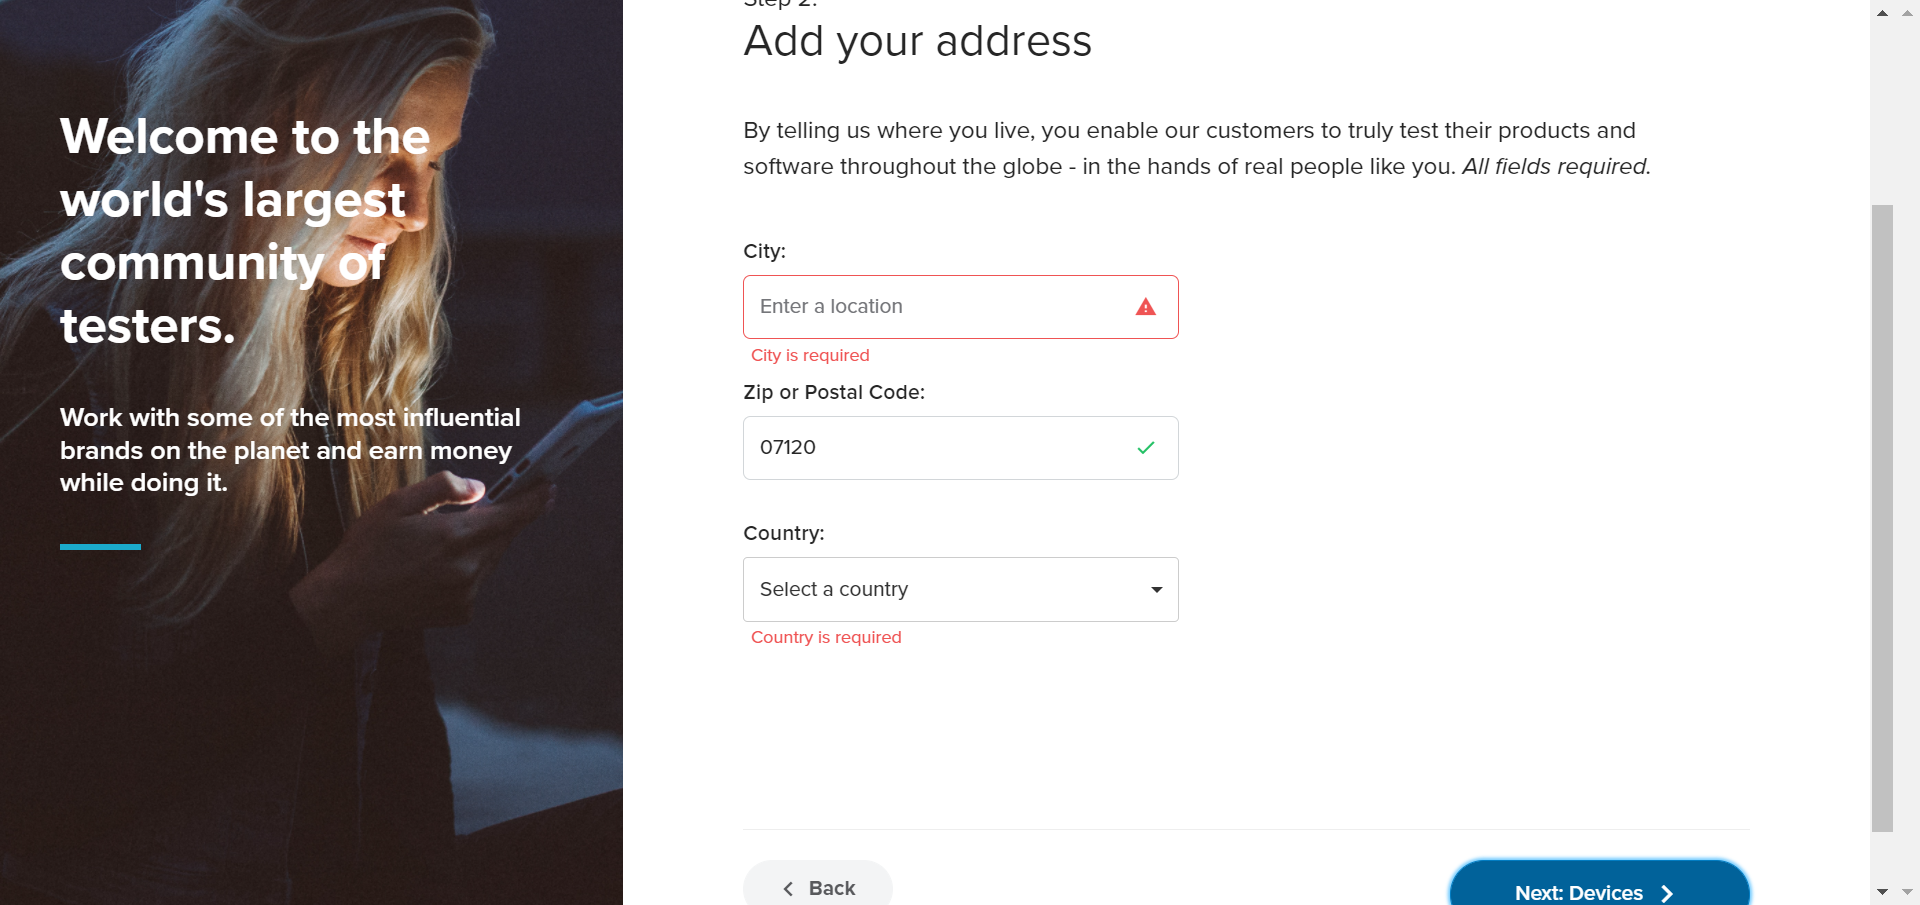 Welcome to the
world's largest
community of
testers.
Work with some of the most influential
brands on the planet and earn money
while doing it.
Step 2:
Add your address
By telling us where you live, you enable our customers to truly test their products and
software throughout the globe - in the hands of real people like you. All fields required.
City:
Enter a location
City is required
Zip or Postal Code:
07120
Country:
Select a country
Country is required
Back
Next: Devices